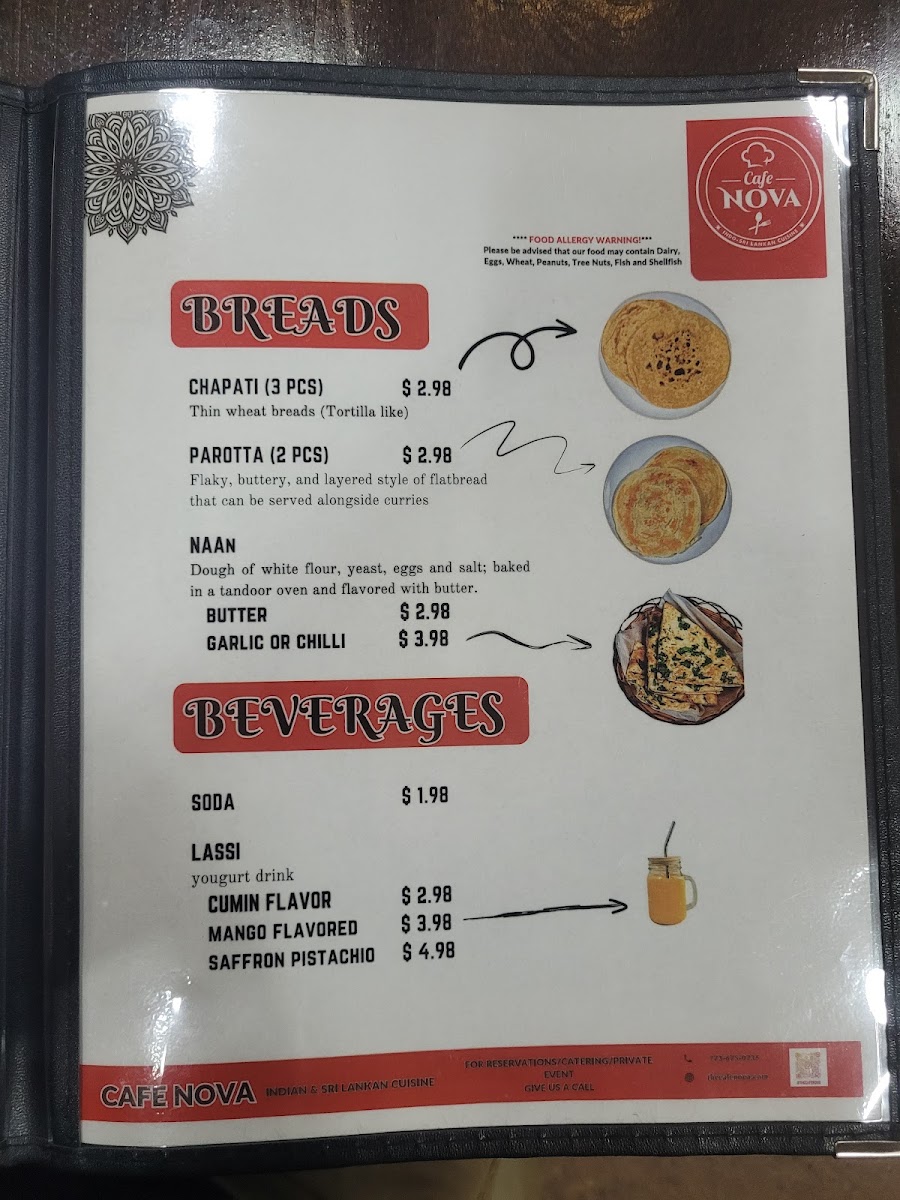 Cafe
NOVA
INDO-SRI LANKAN CUISINE
**** FOOD ALLERGY WARNING!***
Please be advised that our food may contain Dairy,
Eggs, Wheat, Peanuts, Tree Nuts, Fish and Shellfish
BREADS
CHAPATI (3 PCS) $ 2.98
Thin wheat breads (Tortilla like)
PAROTTA (2 PCS) $ 2.98
Flaky, buttery, and layered style of flatbread
that can be served alongside curries
NAAN
Dough of white flour, yeast, eggs and salt; baked
in a tandoor oven and flavored with butter.
BUTTER $ 2.98
GARLIC OR CHILLI $ 3.98
BEVERAGES
SODA $ 1.98
LASSI
yougurt drink
CUMIN FLAVOR $ 2.98
MANGO FLAVORED $ 3.98
SAFFRON PISTACHIO $ 4.98
CAFE NOVA INDIAN & SRI LANKAN CUISINE
FOR RESERVATIONS/CATERING/PRIVATE
EVENT
GIVE US A CALL